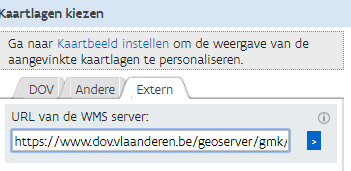 Kaartlagen kiezen
Ga naar Kaartbeeld instellen om de weergave van de
aangevinkte kaartlagen te personaliseren.
DOV Andere Extern
URL van de WMS server:
https://www.dov.vlaanderen.be/geoserver/gmk/ >